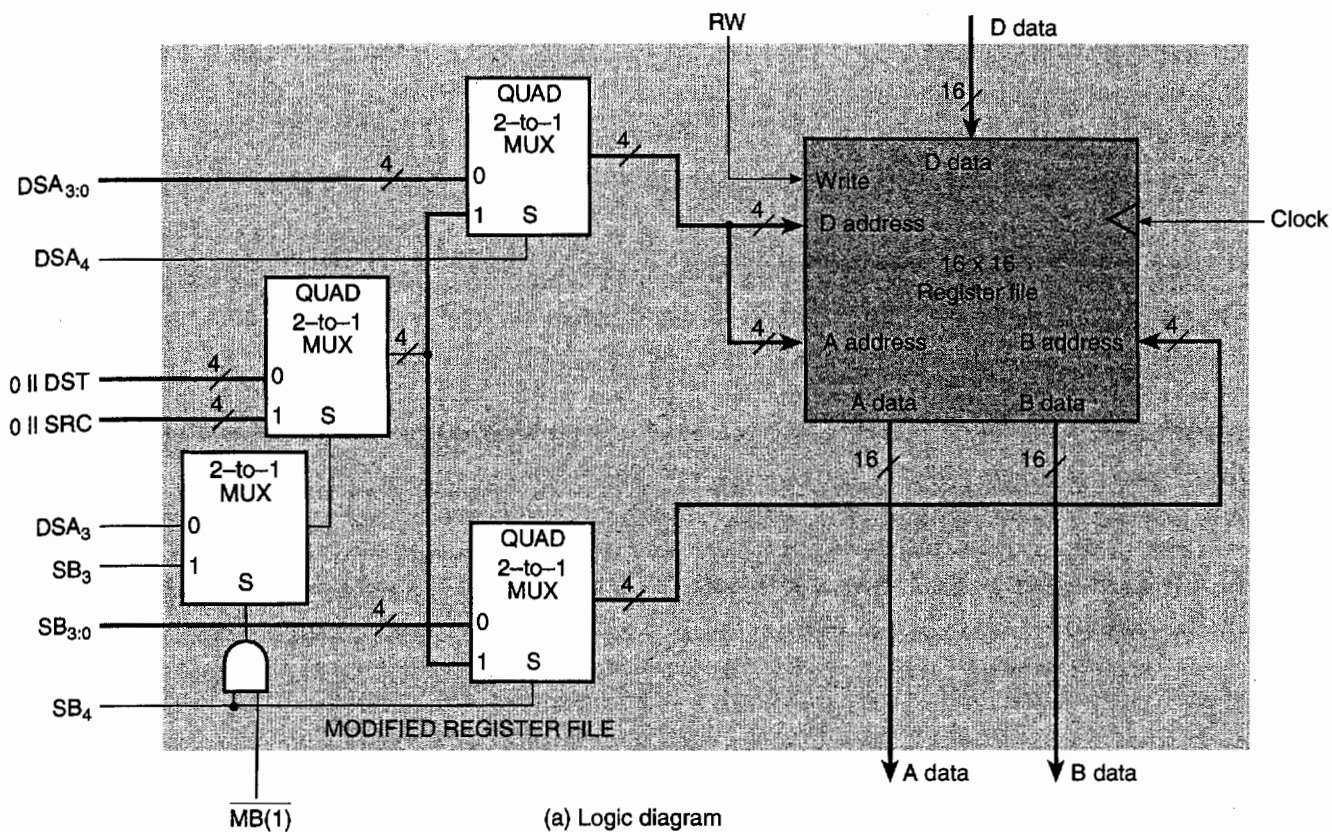 RW
D data
16
QUAD
2–to–1
MUX
4
0
1 S
DSA3:0
4
DSA4
D data
Write
4
D address
16 x 16
Register file
4
A address
B address
4
A data
B data
Clock
QUAD
2–to–1
MUX
4
0
1 S
0 || DST
4
0 || SRC
4
2–to–1
MUX
0
1
S
DSA3
SB3
16
16
QUAD
2–to–1
MUX
4
0
1 S
SB3:0
4
SB4
MODIFIED REGISTER FILE
A data
B data
MB(1)
(a) Logic diagram